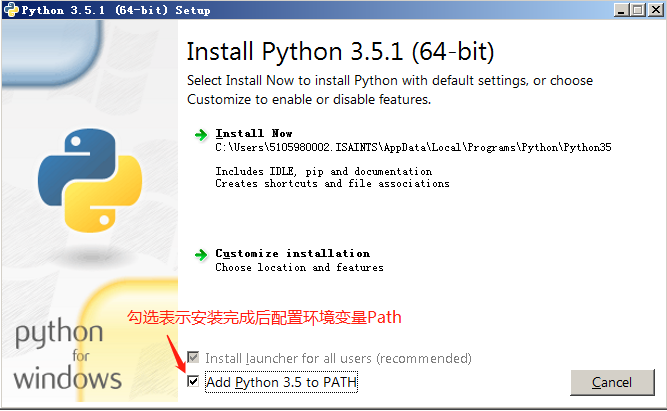 Python 3.5.1 (64-bit) Setup
Install Python 3.5.1 (64-bit)
Select Install Now to install Python with default settings, or choose
Customize to enable or disable features.
Install Now
C:\Users\5105980002.ISAINTS\AppData\Local\Programs\Python\Python35
Includes IDLE, pip and documentation
Creates shortcuts and file associations
Customize installation
Choose location and features
勾选表示安装完成后配置环境变量Path
python
for
windows
Install launcher for all users (recommended)
Add Python 3.5 to PATH
Cancel